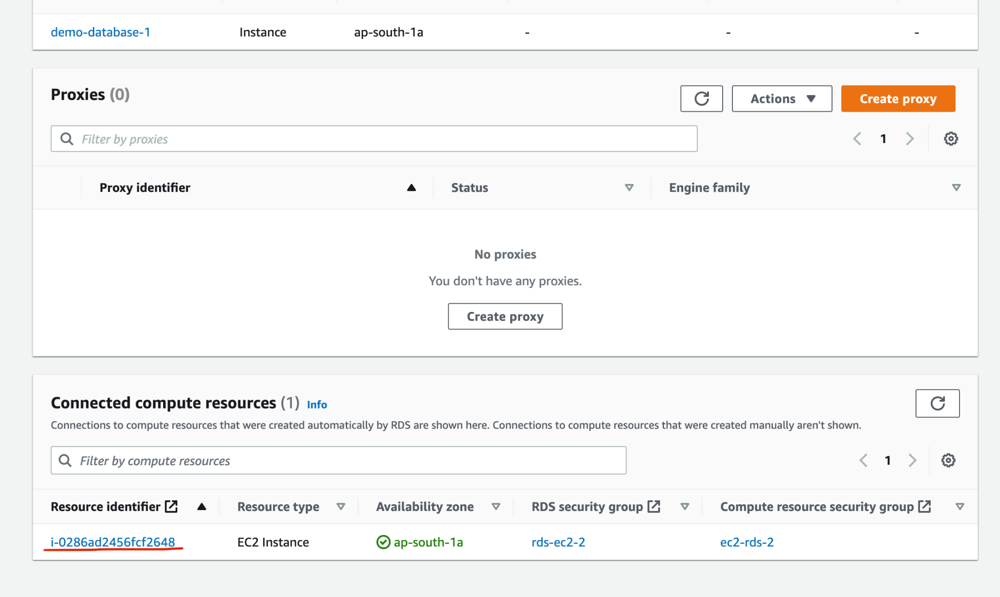 demo-database-1 Instance ap-south-1a - - -
Proxies (0)
Actions Create proxy
Filter by proxies 1
Proxy identifier Status Engine family
No proxies
You don't have any proxies.
Create proxy
Connected compute resources (1) Info
Connections to compute resources that were created automatically by RDS are shown here. Connections to compute resources that were created manually aren't shown.
Filter by compute resources 1
Resource identifier Resource type Availability zone RDS security group Compute resource security group
i-0286ad2456fcf2648 EC2 Instance ap-south-1a rds-ec2-2 ec2-rds-2